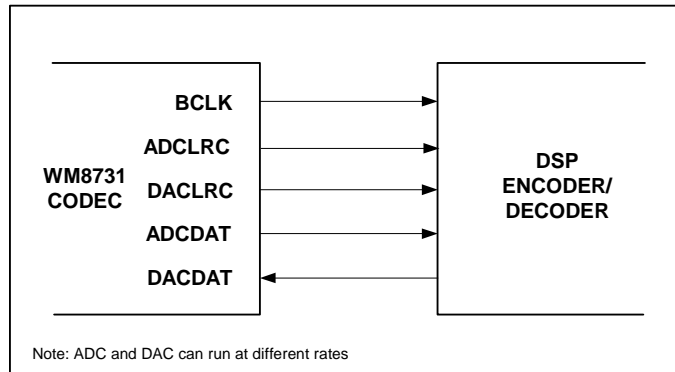 BCLK
ADCLRC
WM8731
CODEC
DACLRC
ADCDAT
DACDAT
DSP
ENCODER/
DECODER
Note: ADC and DAC can run at different rates